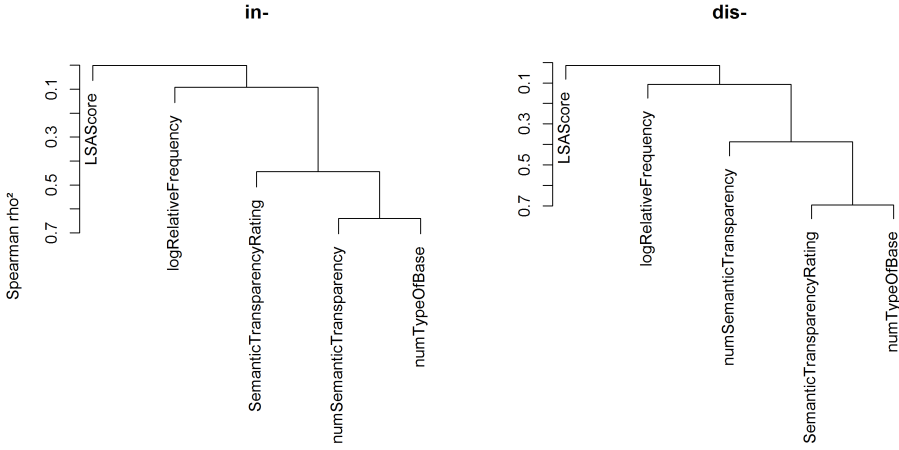 in-
Spearman rho²
0.1
0.3
0.5
0.7
LSAScore
logRelativeFrequency
SemanticTransparencyRating
numSemanticTransparency
numTypeOfBase
dis-
0.1
0.3
0.5
0.7
LSAScore
logRelativeFrequency
numSemanticTransparency
SemanticTransparencyRating
numTypeOfBase